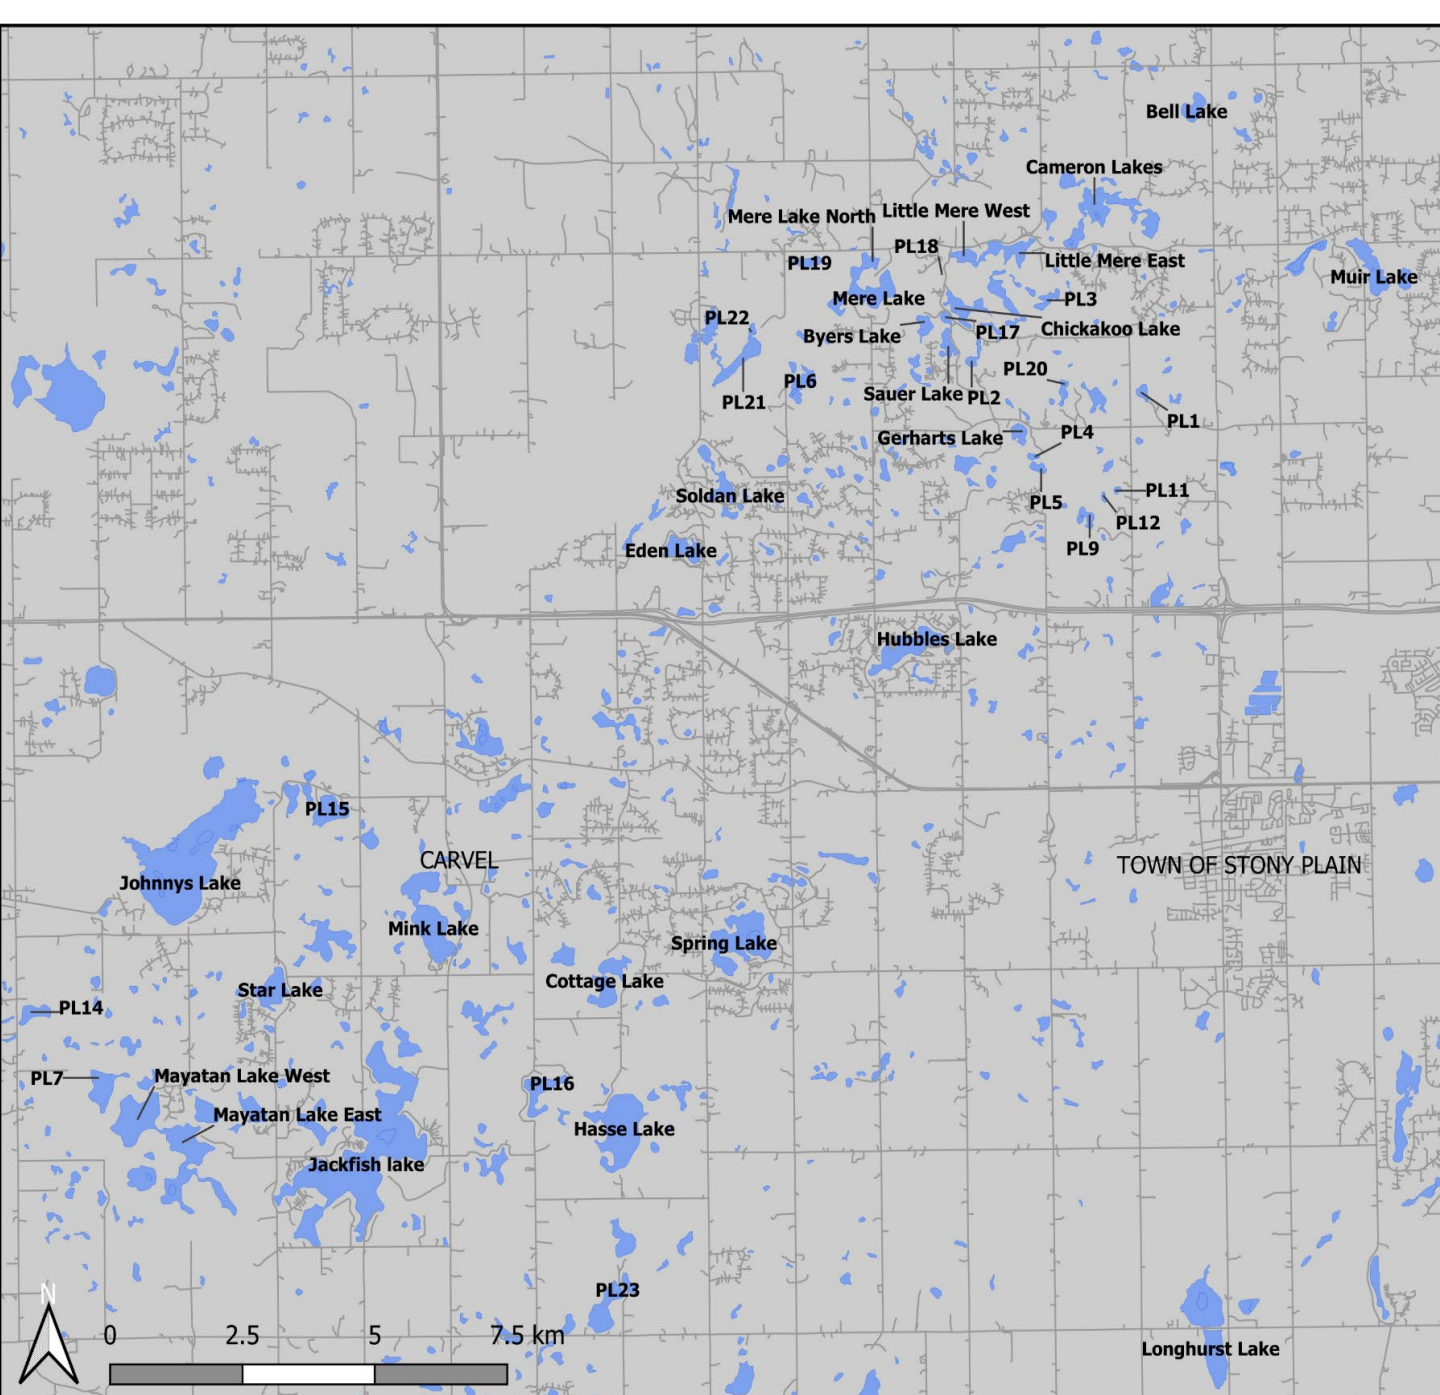 Bell Lake
Cameron Lakes
Mere Lake North
Little Mere West
PL18
PL19
Little Mere East
Muir Lake
Mere Lake
PL3
PL22
Byers Lake
PL17
Chickakoo Lake
PL20
PL6
PL21
Sauer Lake
PL2
PL1
Gerharts Lake
PL4
Soldan Lake
PL5
PL11
PL12
Eden Lake
PL9
Hubbles Lake
PL15
CARVEL
TOWN OF STONY PLAIN
Johnnys Lake
Mink Lake
Spring Lake
Star Lake
Cottage Lake
PL14
PL7
Mayatan Lake West
PL16
Mayatan Lake East
Hasse Lake
Jackfish lake
PL23
N
0 2.5 5 7.5 km
Longhurst Lake